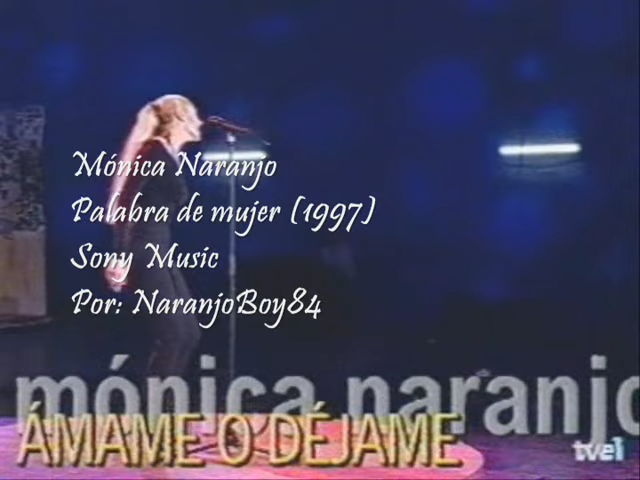 Mónica Naranjo
Palabra de mujer (1997)
Sony Music
Por: NaranjoBoy84
mónica naranjo
ÁMAME O DÉJAME
tve1